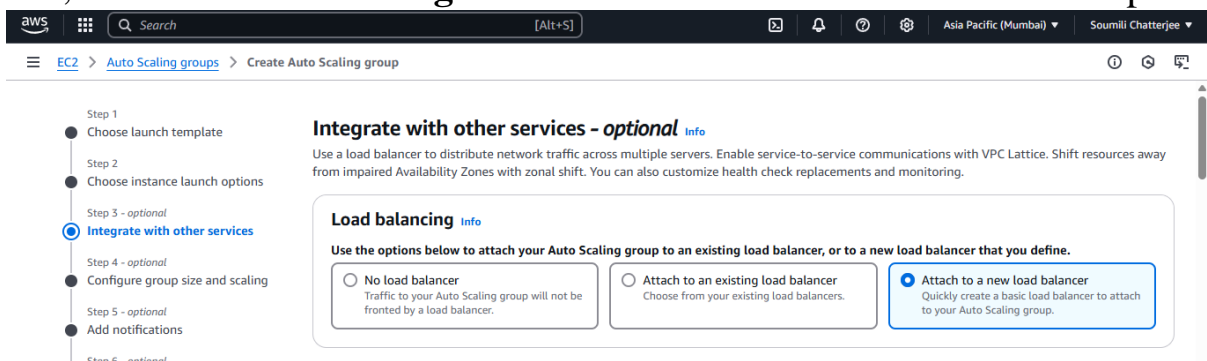 aws
Search
[Alt+S]
Asia Pacific (Mumbai)
Soumili Chatterjee
EC2 > Auto Scaling groups > Create Auto Scaling group
Step 1
Choose launch template
Step 2
Choose instance launch options
Step 3 - optional
Integrate with other services
Step 4 - optional
Configure group size and scaling
Step 5 - optional
Add notifications
Integrate with other services - optional Info
Use a load balancer to distribute network traffic across multiple servers. Enable service-to-service communications with VPC Lattice. Shift resources away
from impaired Availability Zones with zonal shift. You can also customize health check replacements and monitoring.
Load balancing Info
Use the options below to attach your Auto Scaling group to an existing load balancer, or to a new load balancer that you define.
No load balancer
Traffic to your Auto Scaling group will not be
fronted by a load balancer.
Attach to an existing load balancer
Choose from your existing load balancers.
Attach to a new load balancer
Quickly create a basic load balancer to attach
to your Auto Scaling group.